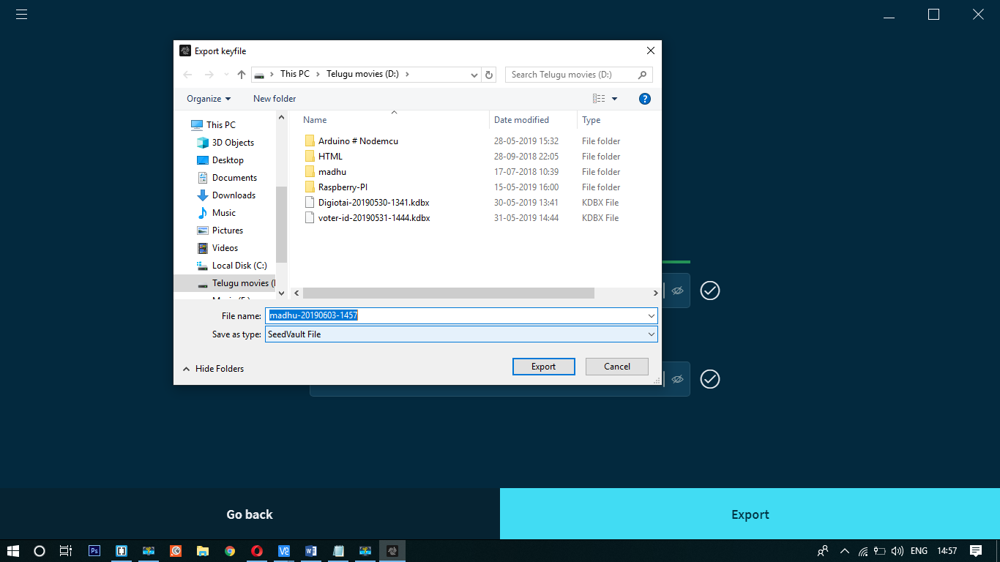 Export keyfile
This PC
Telugu movies (D:)
Search Telugu movies (D:)
Organize
New folder
?
Name
Date modified
Type
This PC
3D Objects
Desktop
Documents
Downloads
Music
Pictures
Videos
Local Disk (C:)
Telugu movies (
Arduino # Nodemcu 28-05-2019 15:32 File folder
HTML 28-09-2018 22:05 File folder
madhu 17-07-2018 10:39 File folder
Raspberry-PI 15-05-2019 16:00 File folder
Digiotai-20190530-1341.kdbx 30-05-2019 13:41 KDBX File
voter-id-20190531-1444.kdbx 31-05-2019 14:44 KDBX File
File name: madhu-20190603-1457
Save as type: SeedVault File
Hide Folders
Export
Cancel
Go back
Export
Ps
W
ENG
14:57